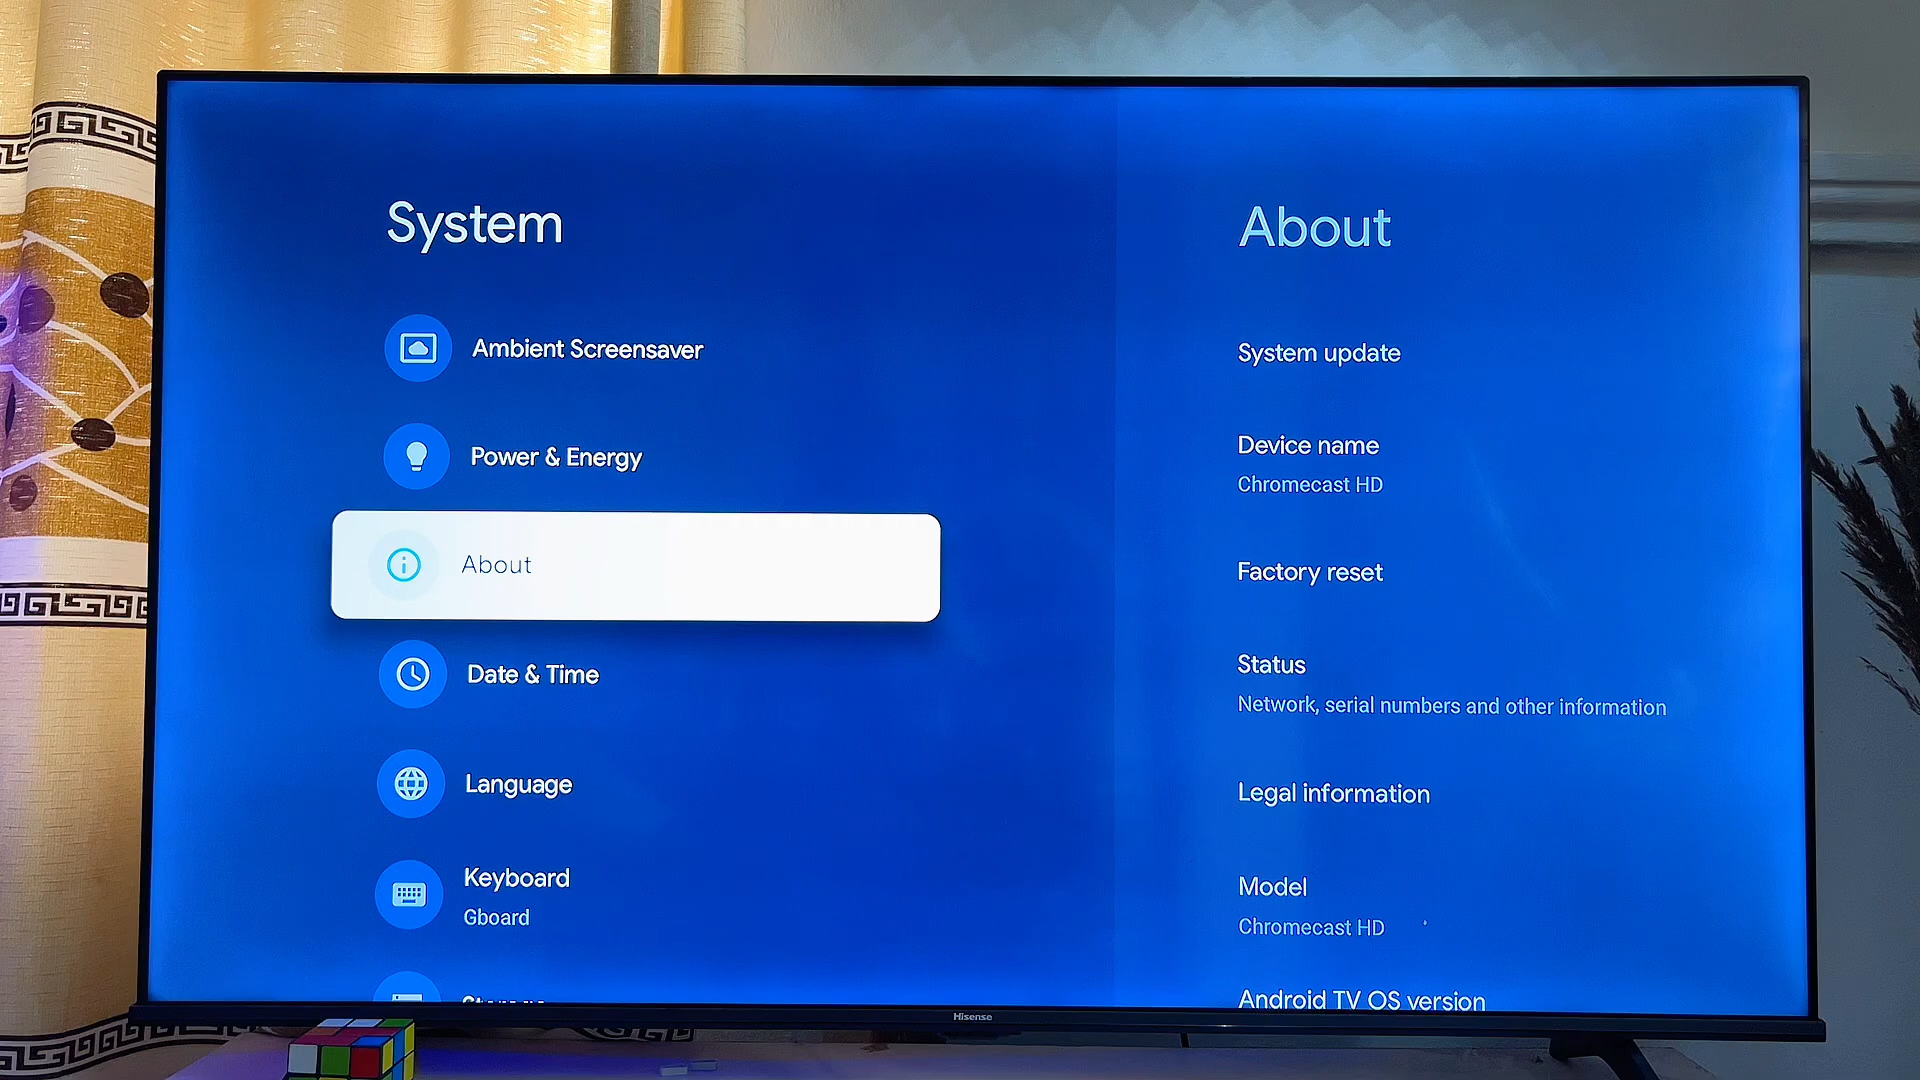 System
Ambient Screensaver
Power & Energy
About
Date & Time
Language
Keyboard
Gboard
About
System update
Device name
Chromecast HD
Factory reset
Status
Network, serial numbers and other information
Legal information
Model
Chromecast HD
Android TV OS version
Hisense